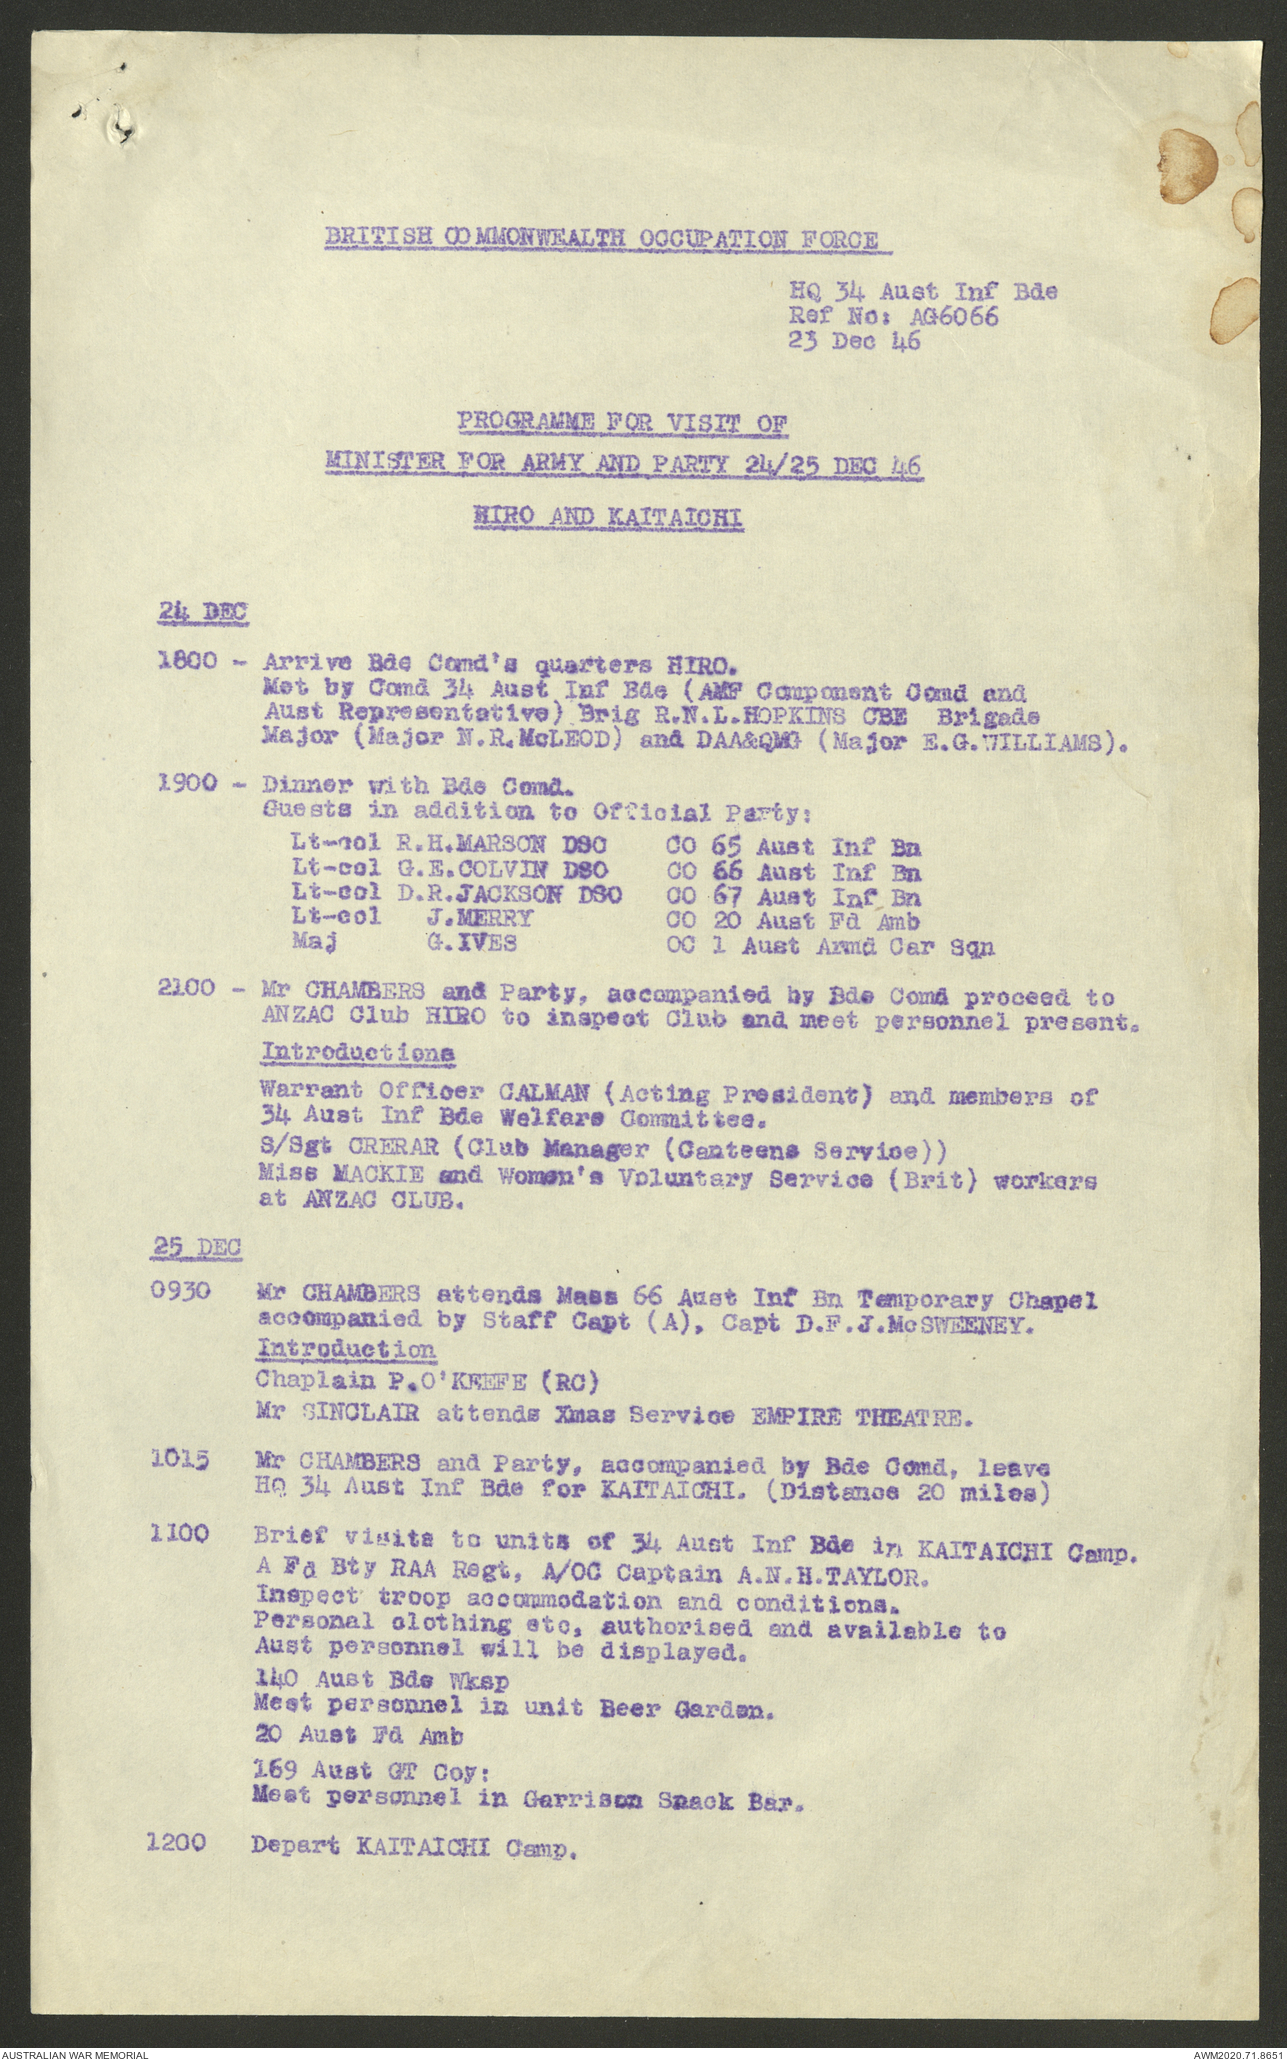 BRITISH COMMONWEALTH OCCUPATION FORCE
HQ 34 Aust Inf Bde
Ref No: AG6066
23 Dec 46
PROGRAMME FOR VISIT OF
MINISTER FOR ARMY AND PARTY 24/25 DEC 46
HIRO AND KAITAICHI
24 DEC
1800 - Arrive Bde Comd's quarters HIRO.
Met by Comd 34 Aust Inf Bde (AMF Component Comd and
Aust Representative) Brig R.N.L.HOPKINS CBE Brigade
Major (Major N.R.McLEOD) and DAA&QMG (Major E.G.WILLIAMS).
1900 - Dinner with Bde Comd.
Guests in addition to Official Party:
Lt-col R.H.MARSON DSO CO 65 Aust Inf Bn
Lt-col G.E.COLVIN DSO CO 66 Aust Inf Bn
Lt-col D.R.JACKSON DSO CO 67 Aust Inf Bn
Lt-col J.MERRY CO 20 Aust Fd Amb
Maj G.IVES OC 1 Aust Armd Car Sqn
2100 - Mr CHAMBERS and Party, accompanied by Bde Comd proceed to
ANZAC Club HIRO to inspect Club and meet personnel present.
Introductions
Warrant Officer CALMAN (Acting President) and members of
34 Aust Inf Bde Welfare Committee.
S/Sgt CRERAR (Club Manager (Canteens Service))
Miss MACKIE and Women's Voluntary Service (Brit) workers
at ANZAC CLUB.
25 DEC
0930 Mr CHAMBERS attends Mass 66 Aust Inf Bn Temporary Chapel
accompanied by Staff Capt (A), Capt D.F.J.McSWEENEY.
Introduction
Chaplain P.O'KEEFE (RC)
Mr SINCLAIR attends Xmas Service EMPIRE THEATRE.
1015 Mr CHAMBERS and Party, accompanied by Bde Comd, leave
HQ 34 Aust Inf Bde for KAITAICHI. (Distance 20 miles)
1100 Brief visits to units of 34 Aust Inf Bde in KAITAICHI Camp.
A Fd Bty RAA Regt, A/OC Captain A.N.H.TAYLOR.
Inspect troop accommodation and conditions.
Personal clothing etc, authorised and available to
Aust personnel will be displayed.
140 Aust Bde Wksp
Meet personnel in unit Beer Garden.
20 Aust Fd Amb
169 Aust GT Coy:
Meet personnel in Garrison Snack Bar.
1200 Depart KAITAICHI Camp.
AUSTRALIAN WAR MEMORIAL
AWM2020.71.8651